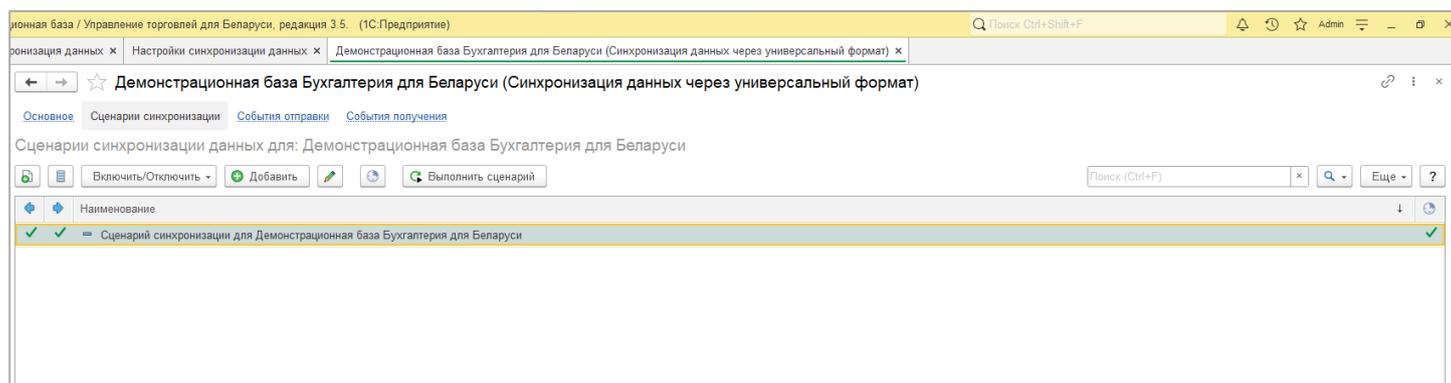 ионная база / Управление торговлей для Беларуси, редакция 3.5. (1С:Предприятие) Поиск Ctrl+Shift+F Admin
ронизация данных × Настройки синхронизации данных × Демонстрационная база Бухгалтерия для Беларуси (Синхронизация данных через универсальный формат) ×
Демонстрационная база Бухгалтерия для Беларуси (Синхронизация данных через универсальный формат)
Основное Сценарии синхронизации События отправки События получения
Сценарии синхронизации данных для: Демонстрационная база Бухгалтерия для Беларуси
Включить/Отключить Добавить Выполнить сценарий Поиск (Ctrl+F) × Еще ?
Наименование ↓
Сценарий синхронизации для Демонстрационная база Бухгалтерия для Беларуси